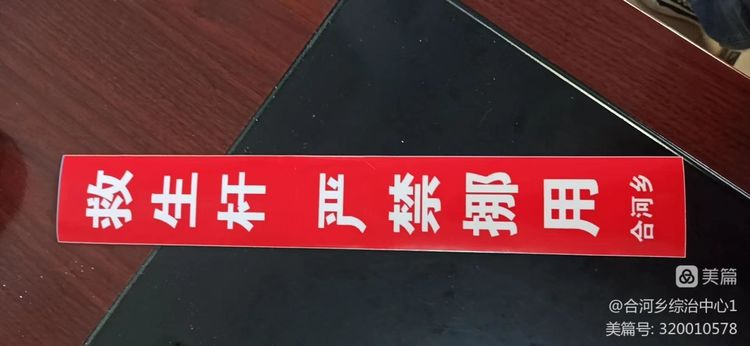 救生杆 严禁挪用
合河乡
美篇
@合河乡综治中心1
美篇号: 320010578